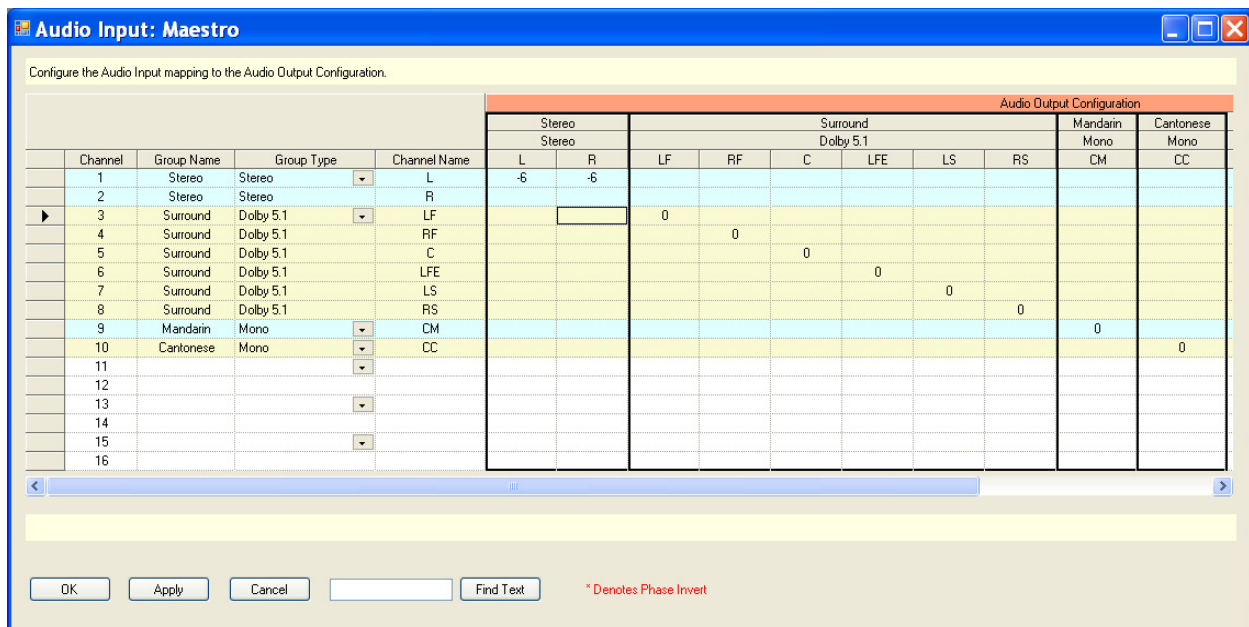 Audio Input: Maestro
Configure the Audio Input mapping to the Audio Output Configuration.
Audio Output Configuration
Stereo Surround Mandarin Cantonese
Stereo Dolby 5.1 Mono Mono
Channel Group Name Group Type Channel Name L R LF RF C LFE LS RS CM CC
1 Stereo Stereo L -6 -6
2 Stereo Stereo R
3 Surround Dolby 5.1 LF 0
4 Surround Dolby 5.1 RF 0
5 Surround Dolby 5.1 C 0
6 Surround Dolby 5.1 LFE 0
7 Surround Dolby 5.1 LS 0
8 Surround Dolby 5.1 RS 0
9 Mandarin Mono CM 0
10 Cantonese Mono CC 0
11
12
13
14
15
16
OK Apply Cancel Find Text * Denotes Phase Invert